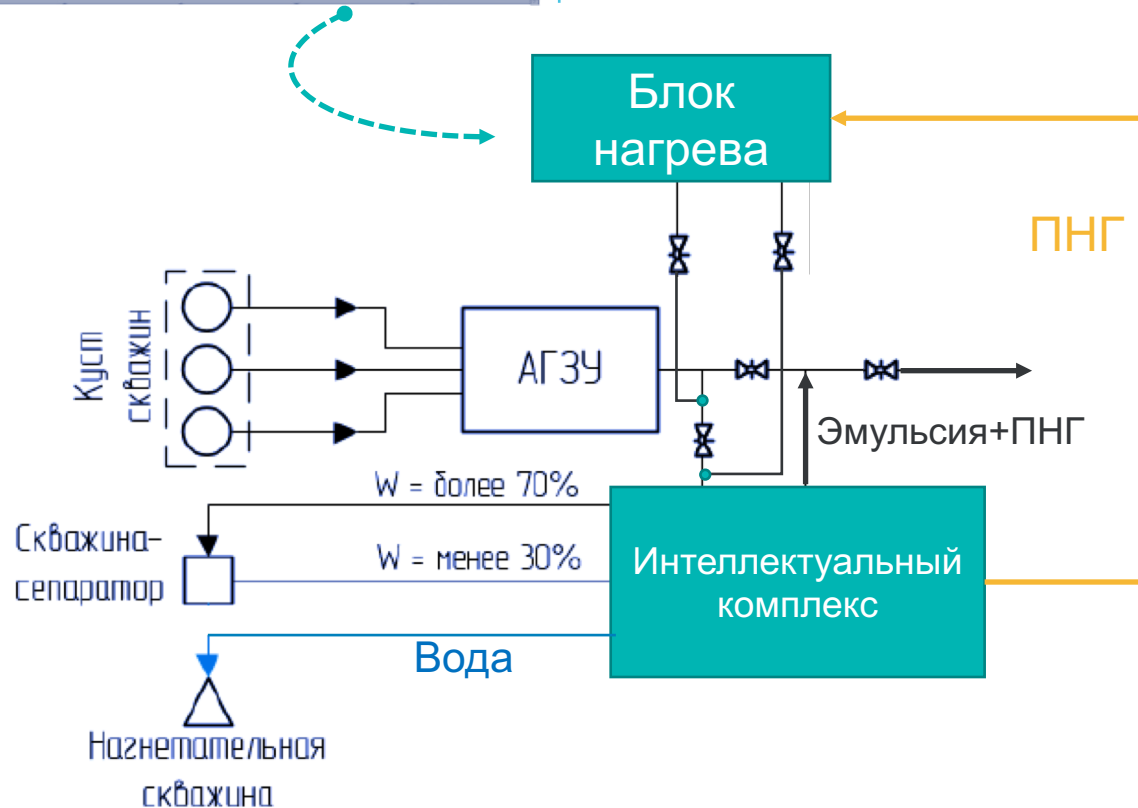 Блок
нагрева
ПНГ
Куст
скважин
АГЗУ
Эмульсия+ПНГ
W = более 70%
Скважина-
сепаратор
W = менее 30%
Интеллектуальный
комплекс
Вода
Нагнетательная
скважина